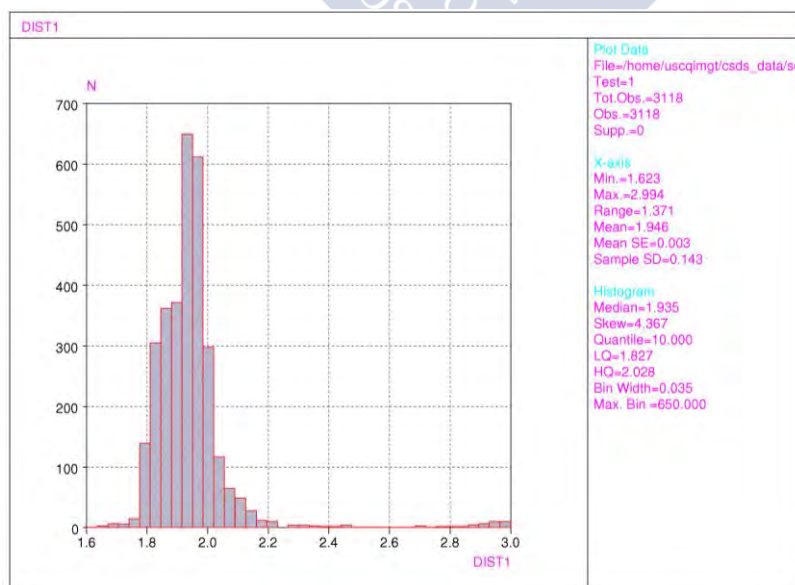 DIST1
N
700
600
500
400
300
200
100
0
1.6 1.8 2.0 2.2 2.4 2.6 2.8 3.0
DIST1
Plot Data
File=/home/uscqimgt/csds_data/s
Test=1
Tot.Obs.=3118
Obs.=3118
Supp.=0
X-axis
Min.=1.623
Max.=2.994
Range=1.371
Mean=1.946
Mean SE=0.003
Sample SD=0.143
Histogram
Median=1.935
Skew=4.367
Quantile=10.000
LQ=1.827
HQ=2.028
Bin Width=0.035
Max. Bin =650.000